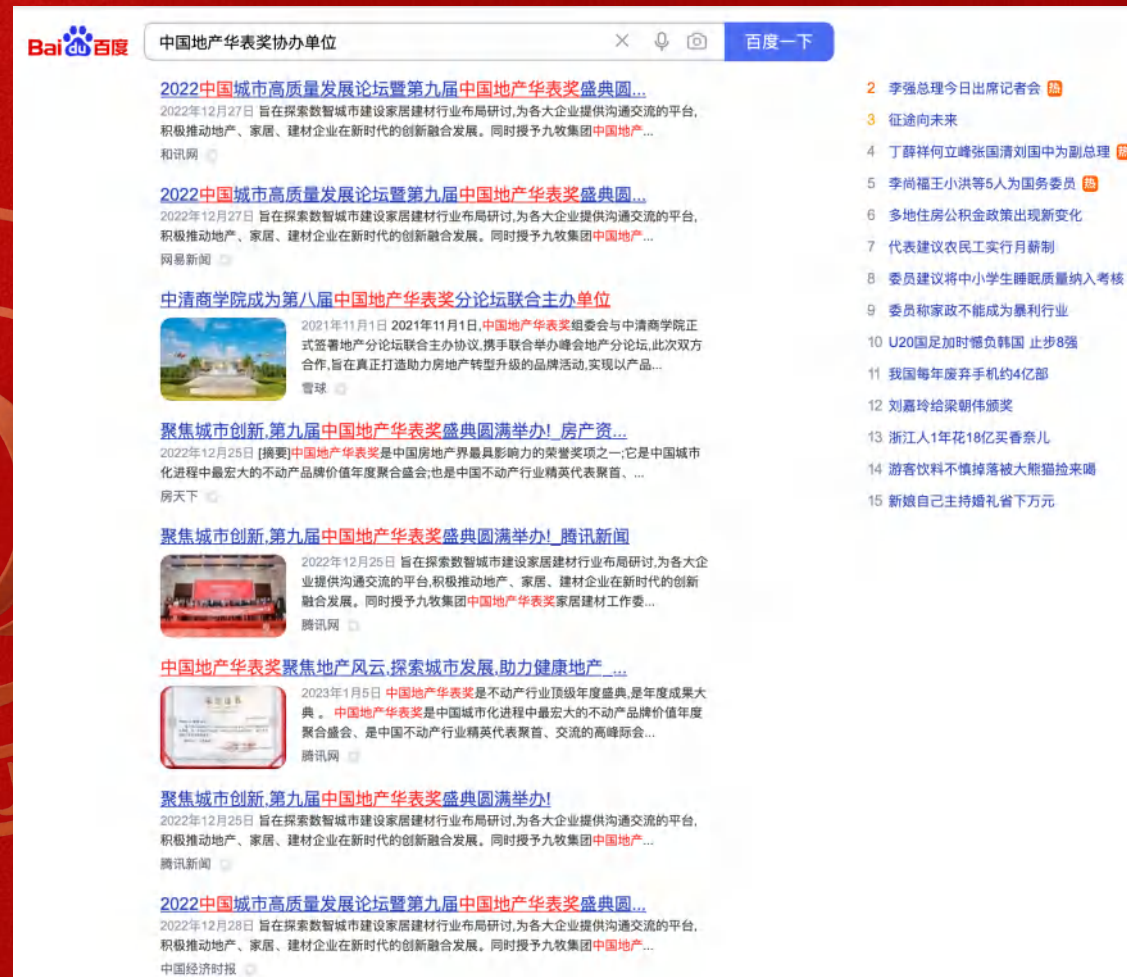 Bai du 百度
中国地产华表奖协办单位
百度一下
2022中国城市高质量发展论坛暨第九届中国地产华表奖盛典圆...
2022年12月27日 旨在探索数智城市建设家居建材行业布局研讨,为各大企业提供沟通交流的平台,
积极推动地产、家居、建材企业在新时代的创新融合发展。同时授予九牧集团中国地产...
和讯网
2022中国城市高质量发展论坛暨第九届中国地产华表奖盛典圆...
2022年12月27日 旨在探索数智城市建设家居建材行业布局研讨,为各大企业提供沟通交流的平台,
积极推动地产、家居、建材企业在新时代的创新融合发展。同时授予九牧集团中国地产...
网易新闻
中清商学院成为第八届中国地产华表奖分论坛联合主办单位
2021年11月1日 2021年11月1日,中国地产华表奖组委会与中清商学院正
式签署地产分论坛联合主办协议,携手联合举办峰会地产分论坛,此次双方
合作,旨在真正打造助力房地产转型升级的品牌活动,实现以产品...
雪球
聚焦城市创新,第九届中国地产华表奖盛典圆满举办!_房产资...
2022年12月25日 [摘要]中国地产华表奖是中国房地产界最具影响力的荣誉奖项之一;它是中国城市
化进程中最宏大的不动产品牌价值年度聚合盛会;也是中国不动产行业精英代表聚首、...
房天下
聚焦城市创新,第九届中国地产华表奖盛典圆满举办!_腾讯新闻
2022年12月25日 旨在探索数智城市建设家居建材行业布局研讨,为各大企
业提供沟通交流的平台,积极推动地产、家居、建材企业在新时代的创新
融合发展。同时授予九牧集团中国地产华表奖家居建材工作委...
腾讯网
中国地产华表奖聚焦地产风云,探索城市发展,助力健康地产_...
2023年1月5日 中国地产华表奖是不动产行业顶级年度盛典,是年度成果大
典 。 中国地产华表奖是中国城市化进程中最宏大的不动产品牌价值年度
聚合盛会、是中国不动产行业精英代表聚首、交流的高峰际会...
腾讯网
聚焦城市创新,第九届中国地产华表奖盛典圆满举办!
2022年12月25日 旨在探索数智城市建设家居建材行业布局研讨,为各大企业提供沟通交流的平台,
积极推动地产、家居、建材企业在新时代的创新融合发展。同时授予九牧集团中国地产...
腾讯新闻
2022中国城市高质量发展论坛暨第九届中国地产华表奖盛典圆...
2022年12月28日 旨在探索数智城市建设家居建材行业布局研讨,为各大企业提供沟通交流的平台,
积极推动地产、家居、建材企业在新时代的创新融合发展。同时授予九牧集团中国地产...
中国经济时报
2 李强总理今日出席记者会 热
3 征途向未来
4 丁薛祥何立峰张国清刘国中为副总理 热
5 李尚福王小洪等5人为国务委员 热
6 多地住房公积金政策出现新变化
7 代表建议农民工实行月薪制
8 委员建议将中小学生睡眠质量纳入考核
9 委员称家政不能成为暴利行业
10 U20国足加时憾负韩国 止步8强
11 我国每年废弃手机约4亿部
12 刘嘉玲给梁朝伟颁奖
13 浙江人1年花18亿买香奈儿
14 游客饮料不慎掉落被大熊猫捡来喝
15 新娘自己主持婚礼省下万元